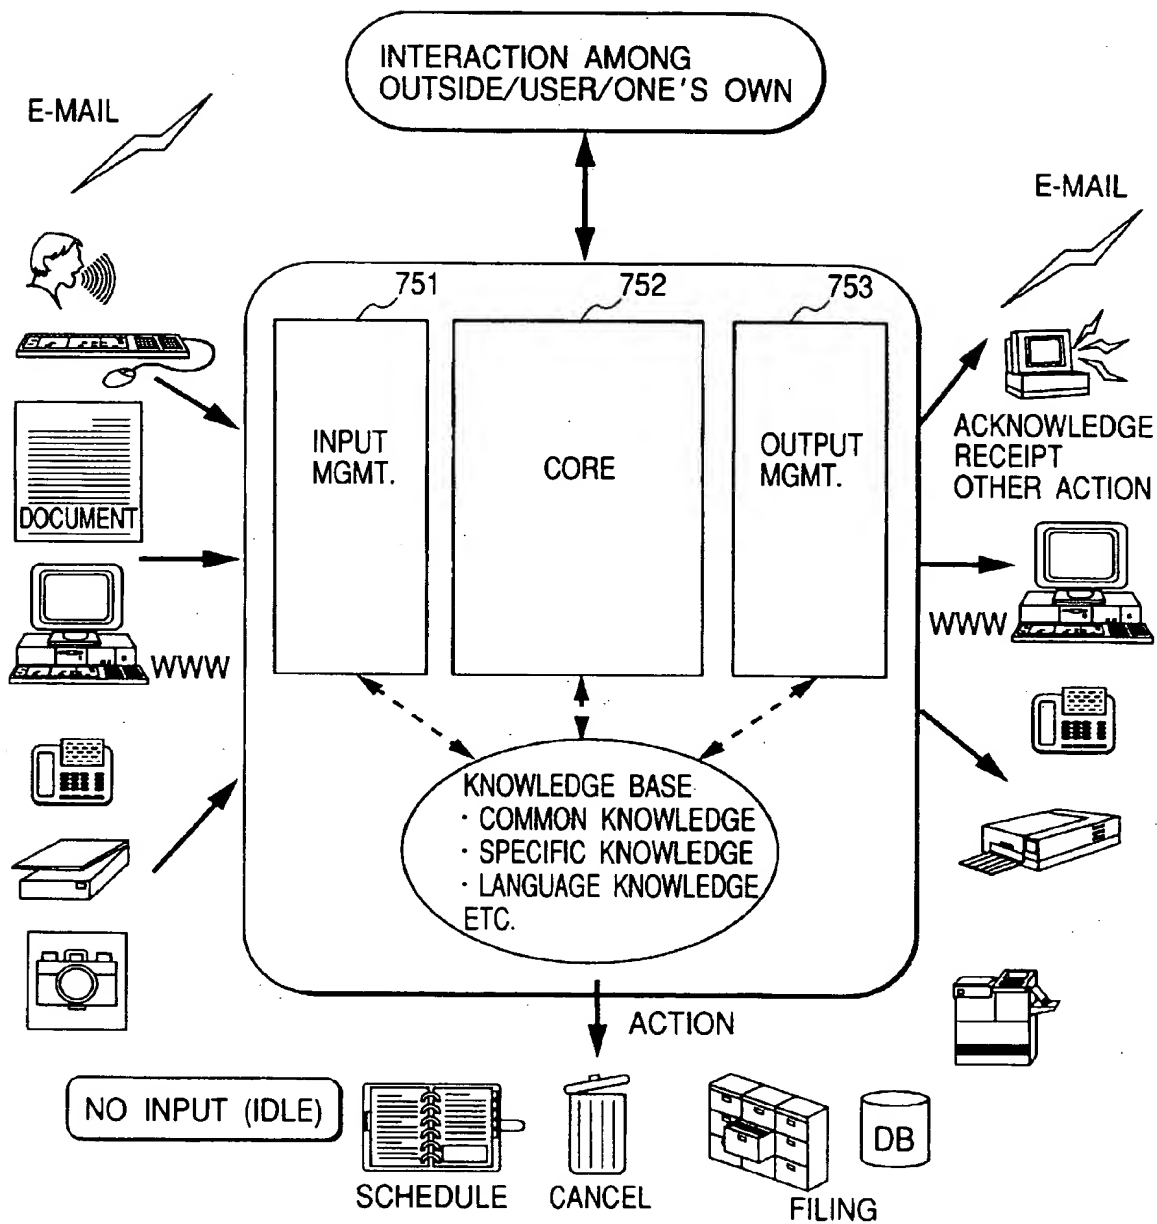 INTERACTION AMONG
OUTSIDE/USER/ONE'S OWN
E-MAIL
E-MAIL
751
752
753
INPUT
MGMT.
CORE
OUTPUT
MGMT.
DOCUMENT
ACKNOWLEDGE
RECEIPT
OTHER ACTION
WWW
WWW
KNOWLEDGE BASE
· COMMON KNOWLEDGE
· SPECIFIC KNOWLEDGE
· LANGUAGE KNOWLEDGE
ETC.
ACTION
NO INPUT (IDLE)
DB
SCHEDULE
CANCEL
FILING